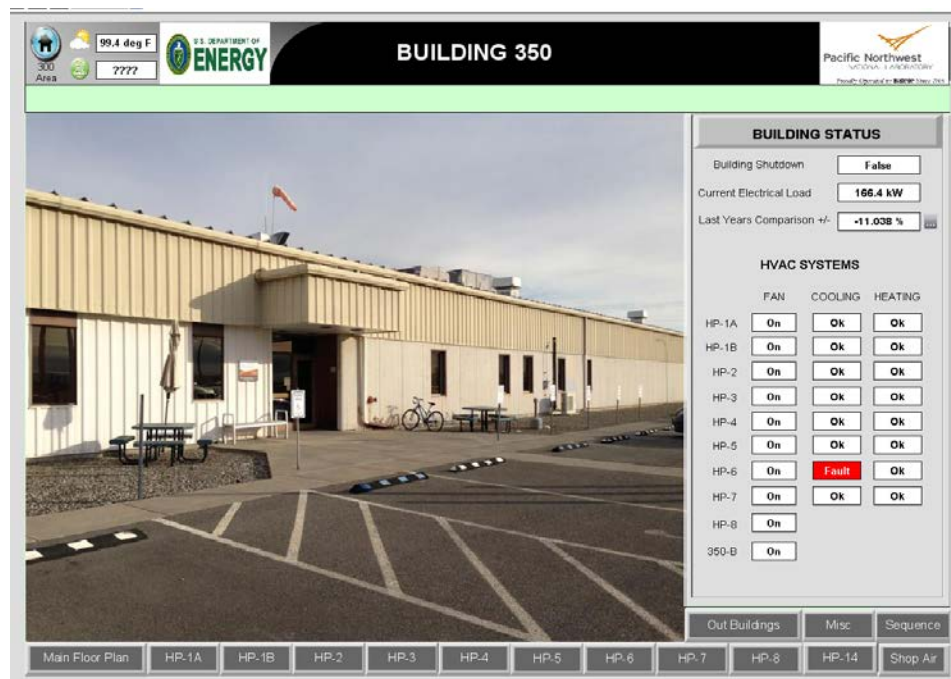 99.4 deg F
300
Area
????
U.S. DEPARTMENT OF
ENERGY
BUILDING 350
Pacific Northwest
NATIONAL LABORATORY
BUILDING STATUS
Building Shutdown False
Current Electrical Load 166.4 kW
Last Years Comparison +/- -11.038 % ...
HVAC SYSTEMS
FAN COOLING HEATING
HP-1A On Ok Ok
HP-1B On Ok Ok
HP-2 On Ok Ok
HP-3 On Ok Ok
HP-4 On Ok Ok
HP-5 On Ok Ok
HP-6 On Fault Ok
HP-7 On Ok Ok
HP-8 On
350-B On
Out Buildings Misc Sequence
Main Floor Plan HP-1A HP-1B HP-2 HP-3 HP-4 HP-5 HP-6 HP-7 HP-8 HP-14 Shop Air